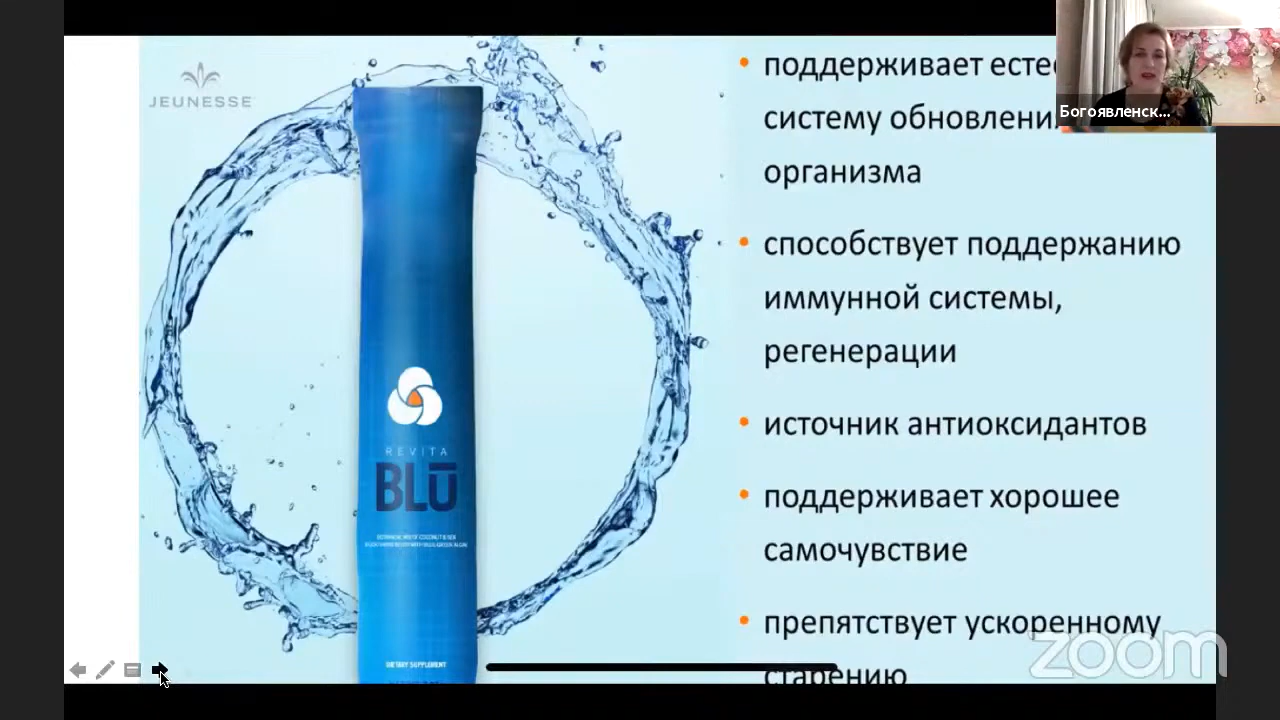 JEUNESSE
поддерживает есте
систему обновлени
организма
способствует поддержанию
иммунной системы,
регенерации
источник антиоксидантов
поддерживает хорошее
самочувствие
препятствует ускоренному
старению
REVITA
BLŪ
DIETARY SUPPLEMENT
Богоявленск...
zoom